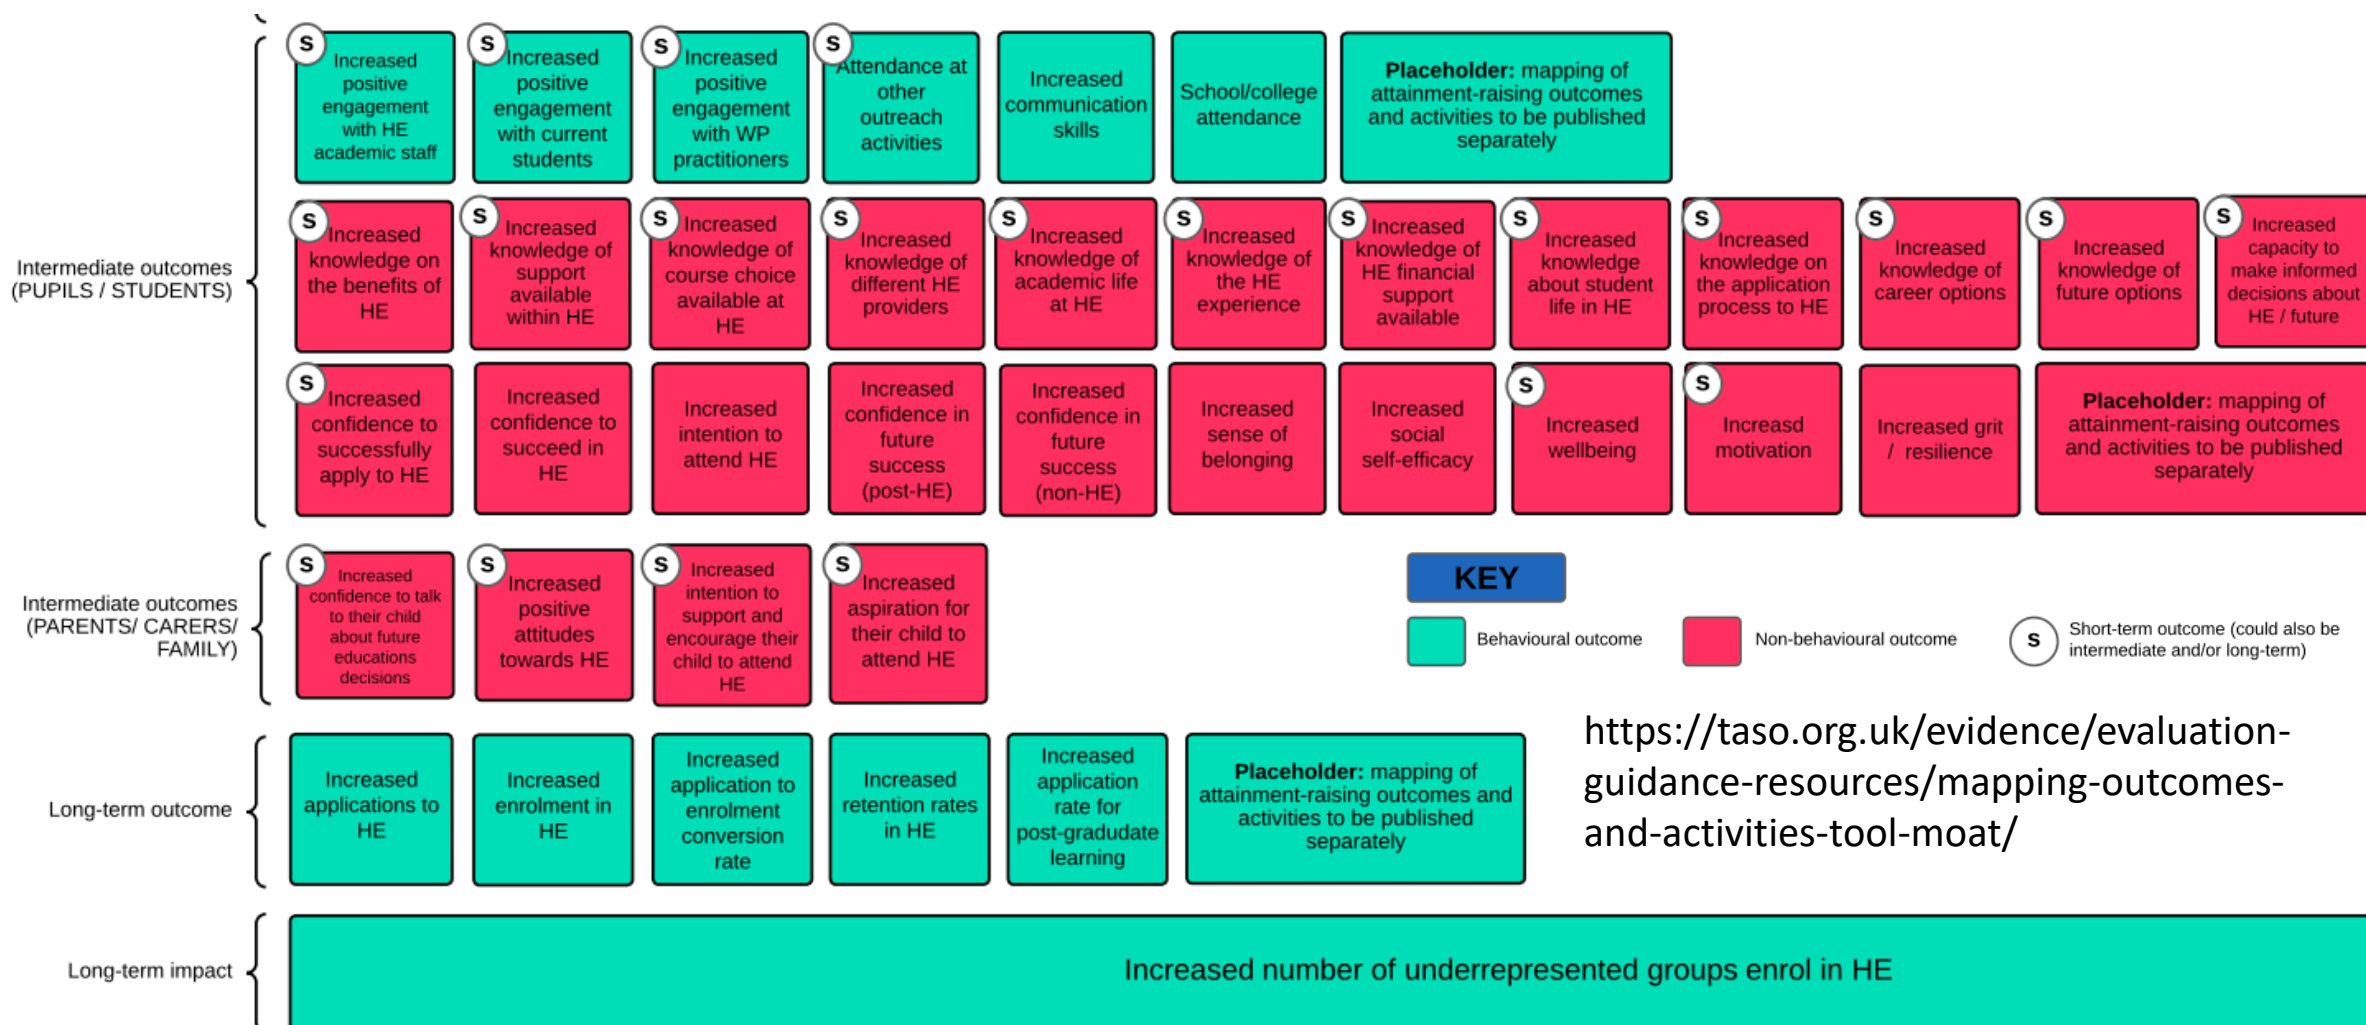 S
Increased
positive
engagement
with HE
academic staff
S
Increased
positive
engagement
with current
students
S
Increased
positive
engagement
with WP
practitioners
S
Attendance at
other
outreach
activities
Increased
communication
skills
School/college
attendance
Placeholder: mapping of
attainment-raising outcomes
and activities to be published
separately
Intermediate outcomes
(PUPILS / STUDENTS)
S
Increased
knowledge on
the benefits of
HE
S
Increased
knowledge of
support
available
within HE
S
Increased
knowledge of
course choice
available at
HE
S
Increased
knowledge of
different HE
providers
S
Increased
knowledge of
academic life
at HE
S
Increased
knowledge of
the HE
experience
S
Increased
knowledge of
HE financial
support
available
S
Increased
knowledge
about student
life in HE
S
Increased
knowledge on
the application
process to HE
S
Increased
knowledge of
career options
S
Increased
knowledge of
future options
S
Increased
capacity to
make informed
decisions about
HE / future
S
Increased
confidence to
successfully
apply to HE
Increased
confidence to
succeed in
HE
Increased
intention to
attend HE
Increased
confidence in
future
success
(post-HE)
Increased
confidence in
future
success
(non-HE)
Increased
sense of
belonging
Increased
social
self-efficacy
S
Increased
wellbeing
S
Increasd
motivation
Increased grit
/ resilience
Placeholder: mapping of
attainment-raising outcomes
and activities to be published
separately
Intermediate outcomes
(PARENTS/ CARERS/
FAMILY)
S
Increased
confidence to talk
to their child
about future
educations
decisions
S
Increased
positive
attitudes
towards HE
S
Increased
intention to
support and
encourage their
child to attend
HE
S
Increased
aspiration for
their child to
attend HE
KEY
Behavioural outcome
Non-behavioural outcome
S
Short-term outcome (could also be
intermediate and/or long-term)
Long-term outcome
Increased
applications to
HE
Increased
enrolment in
HE
Increased
application to
enrolment
conversion
rate
Increased
retention rates
in HE
Increased
application
rate for
post-gradudate
learning
Placeholder: mapping of
attainment-raising outcomes and
activities to be published
separately
https://taso.org.uk/evidence/evaluation-
guidance-resources/mapping-outcomes-
and-activities-tool-moat/
Long-term impact
Increased number of underrepresented groups enrol in HE